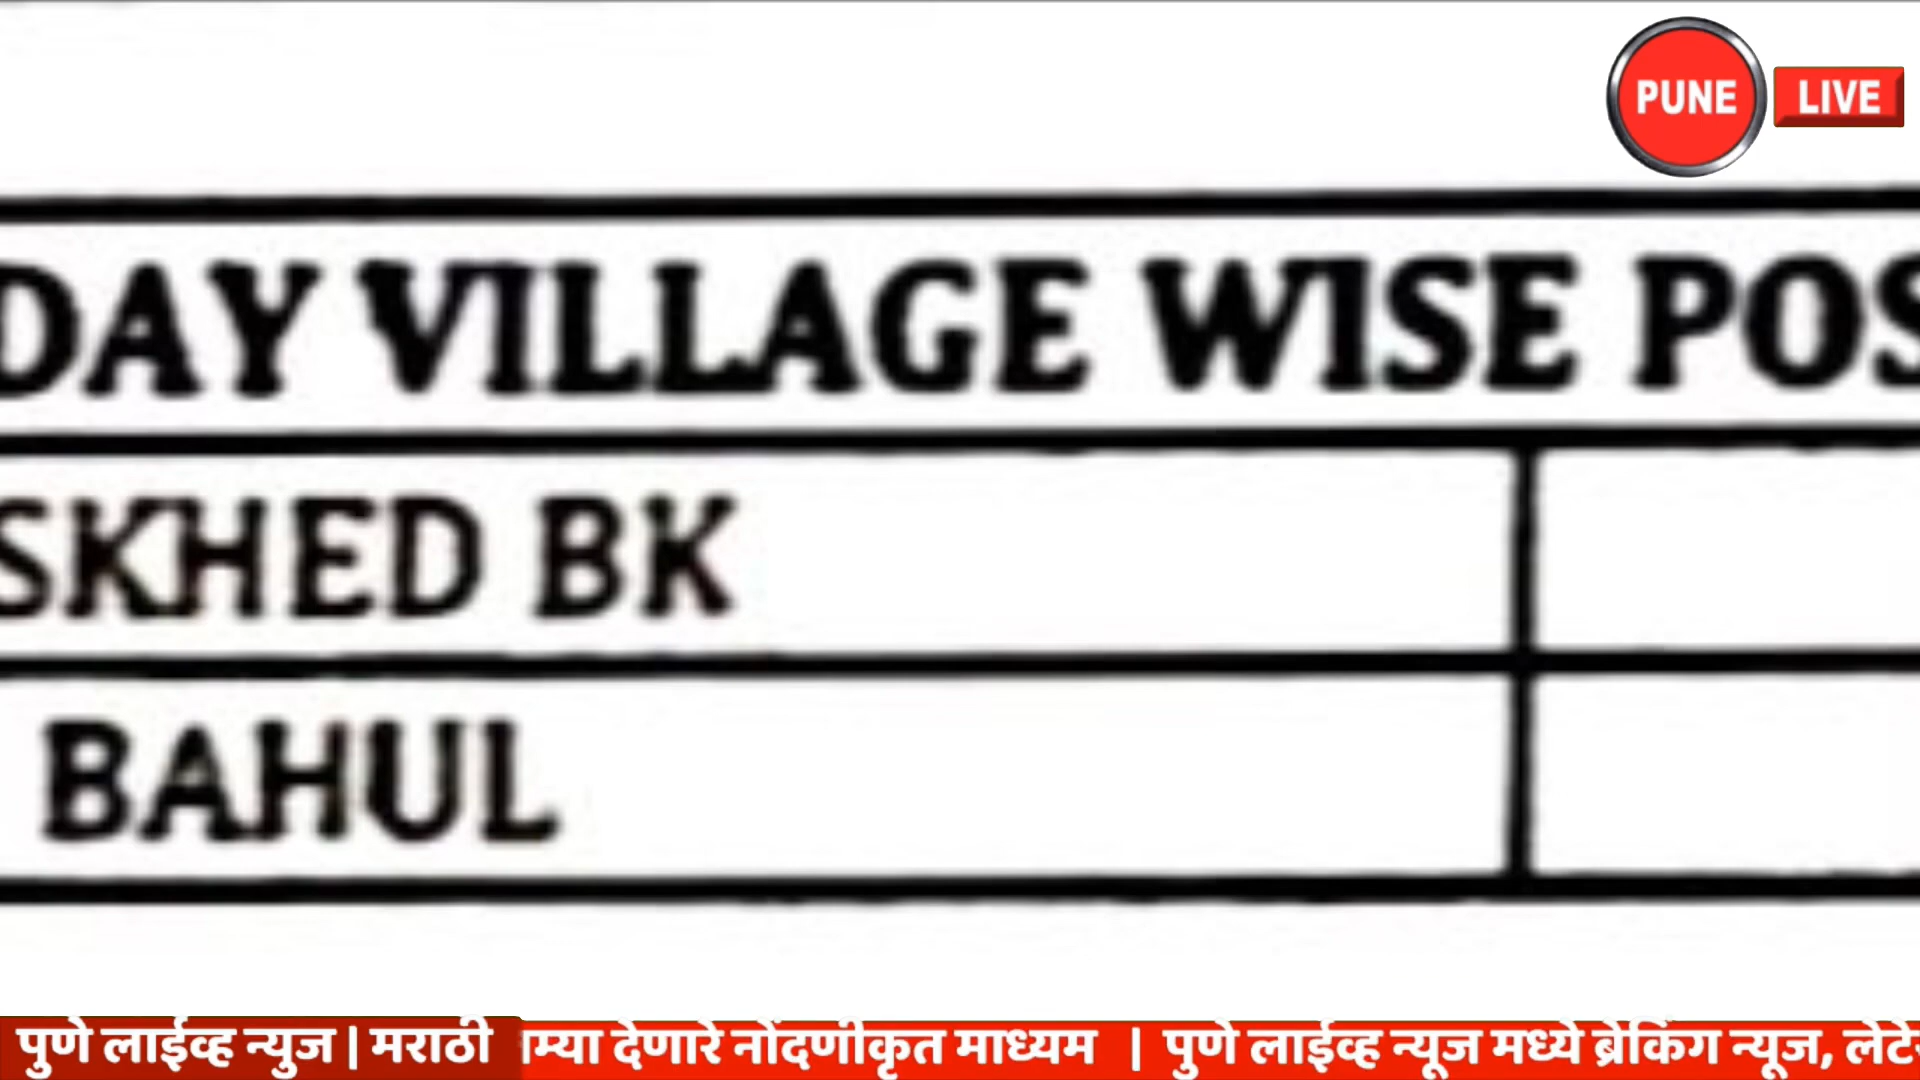 PUNE LIVE
DAY VILLAGE WISE POS
SKHED BK
BAHUL
पुणे लाईव्ह न्युज | मराठी म्या देणारे नोंदणीकृत माध्यम | पुणे लाईव्ह न्यूज मध्ये ब्रेकिंग न्यूज, लेटे